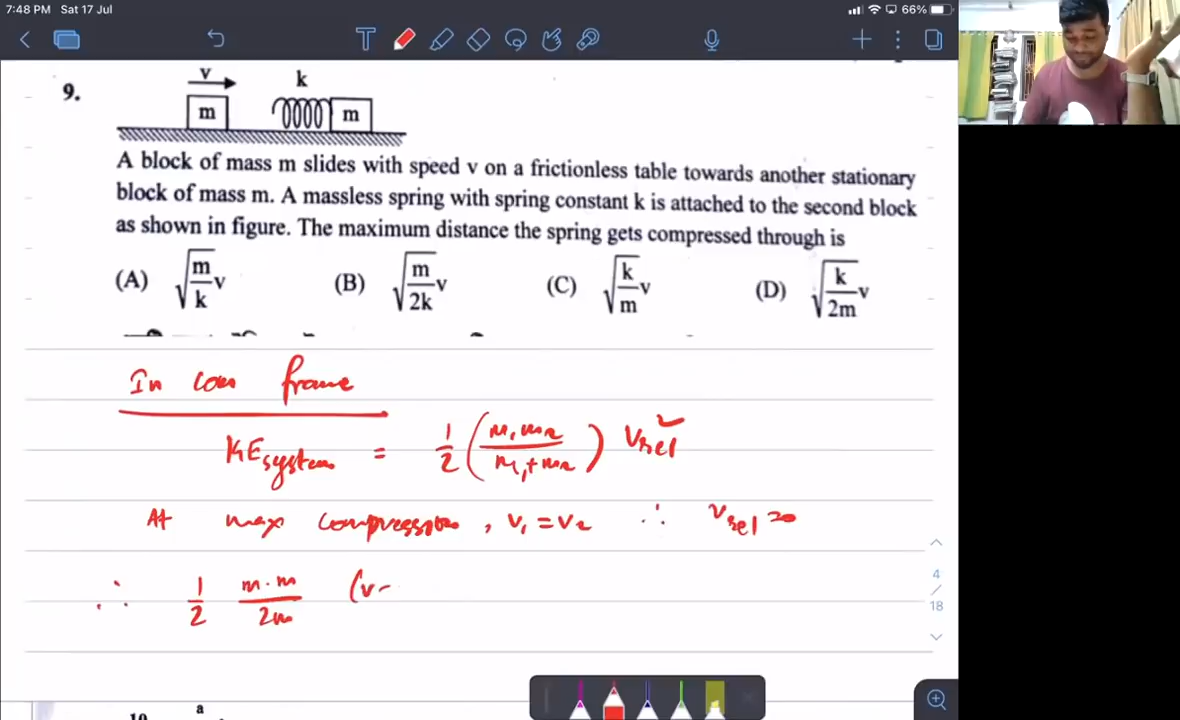 7:48 PM Sat 17 Jul
66%
T
9.
v
k
m
m
A block of mass m slides with speed v on a frictionless table towards another stationary
block of mass m. A massless spring with spring constant k is attached to the second block
as shown in figure. The maximum distance the spring gets compressed through is
(A) √(m/k) v (B) √(m/2k) v (C) √(k/m) v (D) √(k/2m) v
In com frame
KEsystem = 1/2 (m₁m₂/m₁+m₂) Vrel²
At max compression, v₁ = v₂ ∴ vrel = 0
∴ 1/2 m·m/2m (v-
4
/
18
10
a